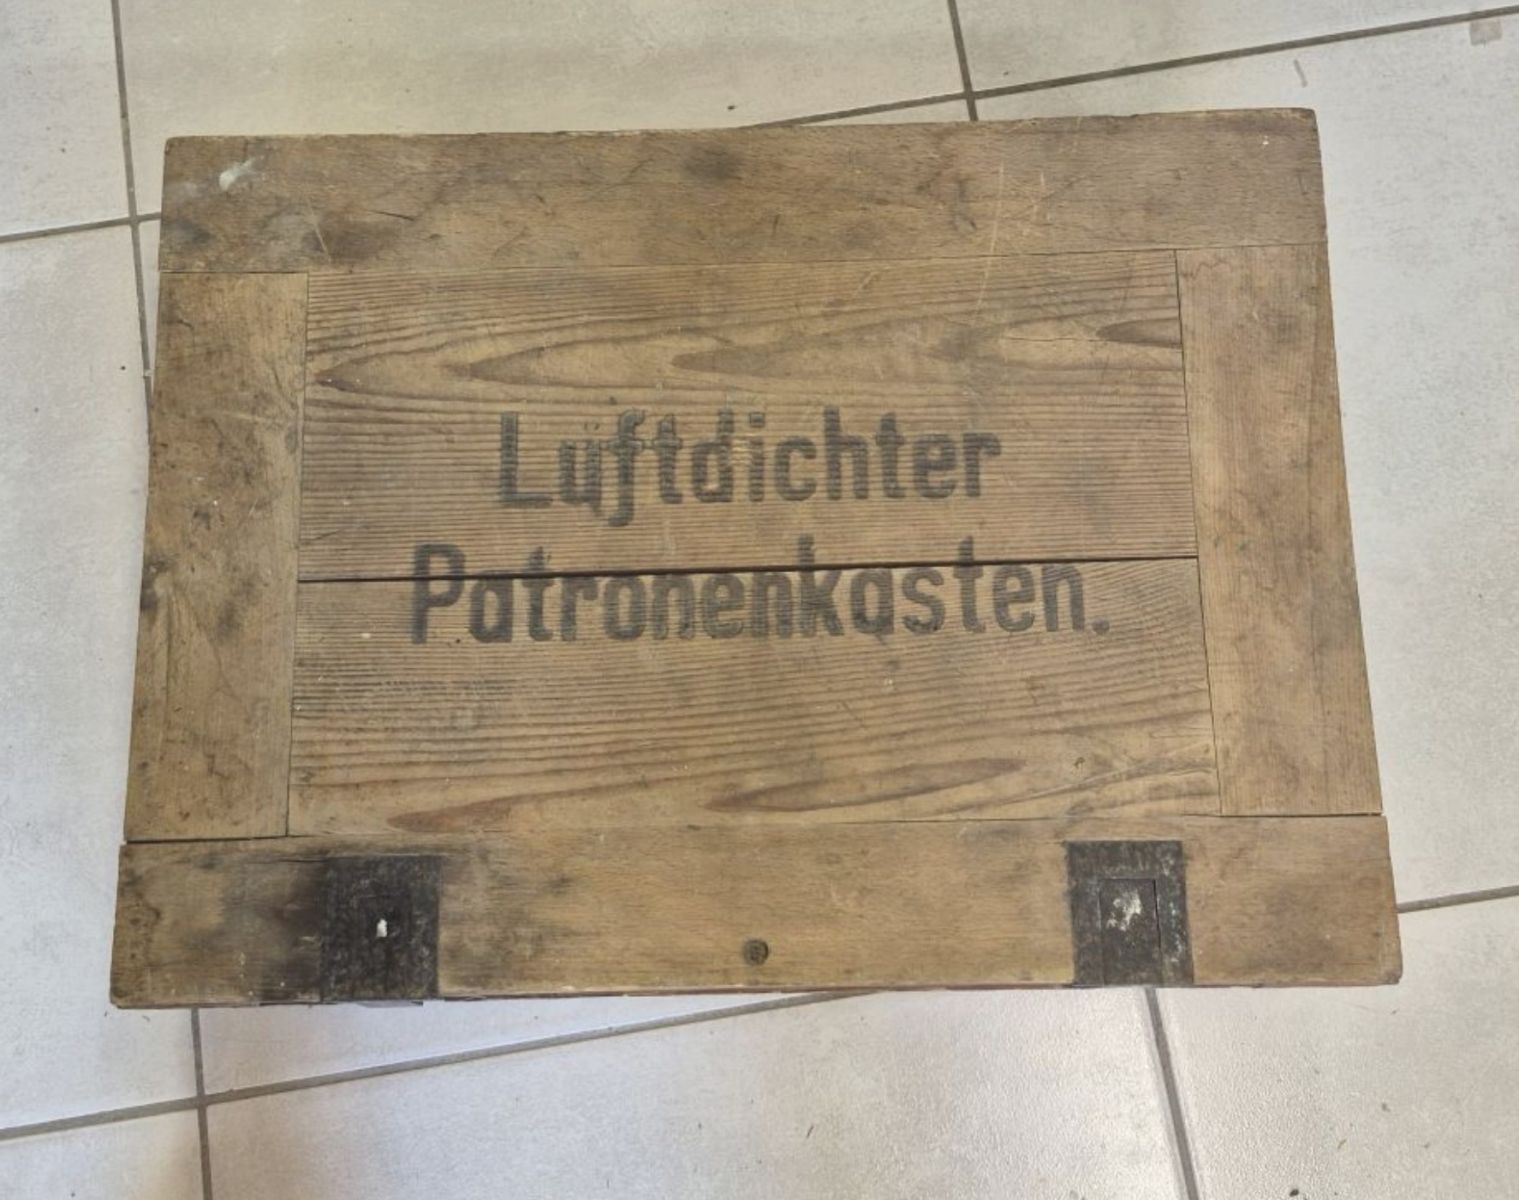 Luftdichter
Patronenkasten.